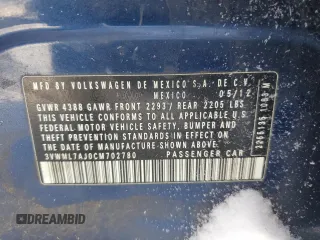 MFD. BY VOLKSWAGEN DE MEXICO S.A. DE C.V.
MEXICO 05/12
GVWR 4388 GAWR FRONT 2293/ REAR 2205 LBS
THIS VEHICLE CONFORMS TO ALL APPLICABLE U.S.
FEDERAL MOTOR VEHICLE SAFETY, BUMPER AND
THEFT PREVENTION STANDARDS IN EFFECT ON
THE DATE OF MANUFACTURE SHOWN ABOVE.
3VWML7AJ0CM702780 PASSENGER CAR